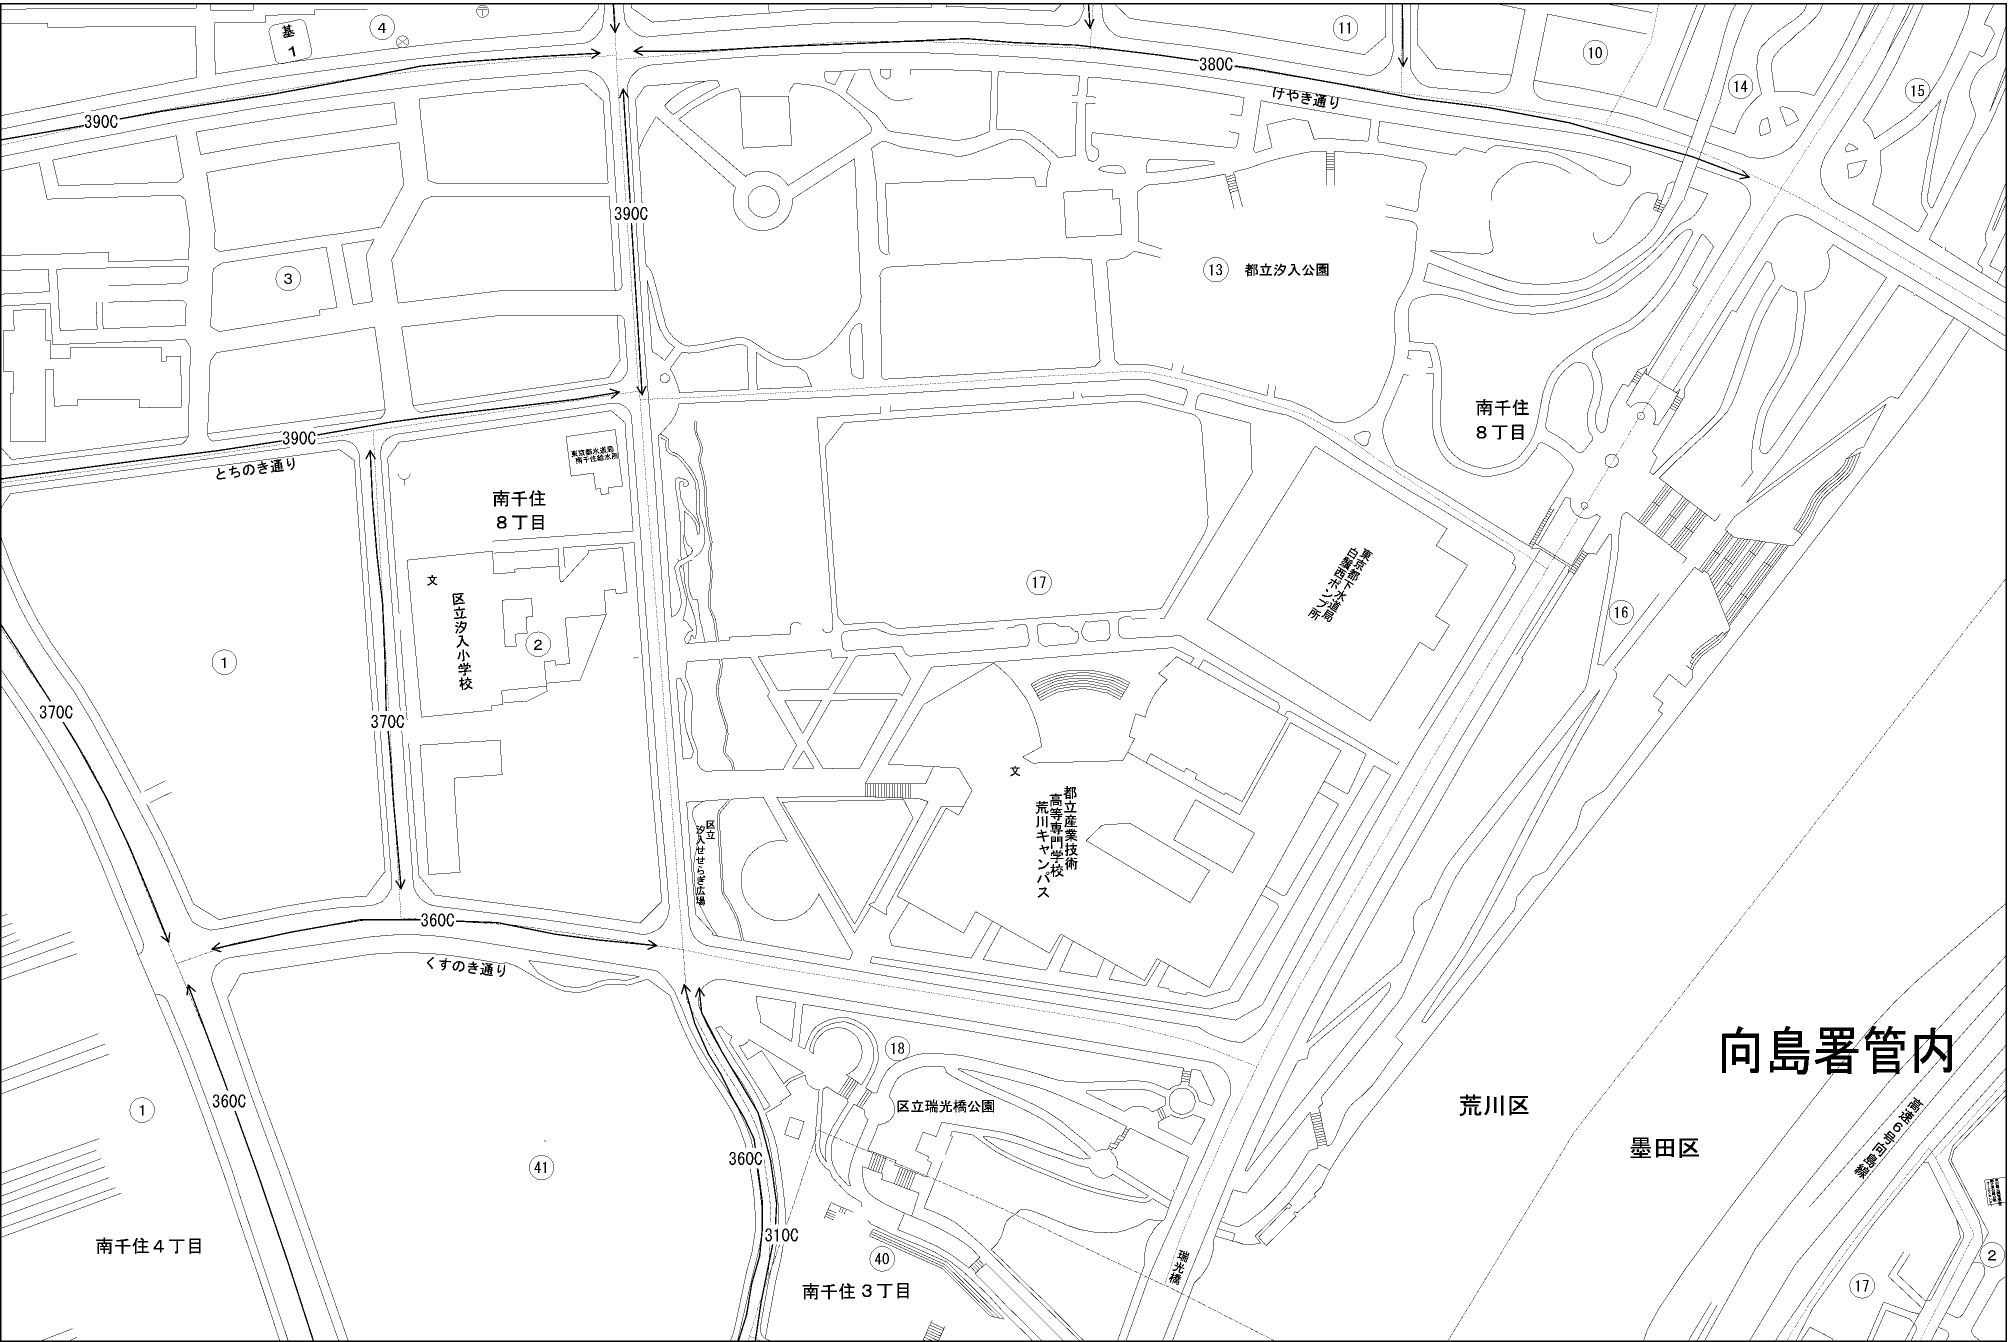 基
1
4
11
10
14
15
380C
390C
けやき通り
390C
3
13
都立汐入公園
390C
とちのき通り
東京都水道局
南千住給水所
南千住
8丁目
南千住
8丁目
文
区立汐入小学校
2
1
17
東京都下水道局
白鬚西ポンプ所
16
370C
370C
文
都立産業技術
高等専門学校
荒川キャンパス
区立
汐入せせらぎ広場
360C
くすのき通り
18
区立瑞光橋公園
向島署管内
荒川区
墨田区
高速6号向島線
1
360C
41
360C
310C
南千住4丁目
40
南千住3丁目
瑞光橋
17
2